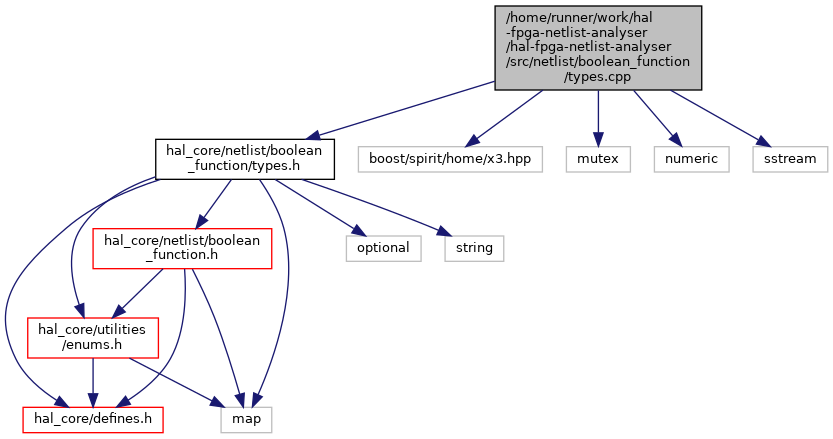 /home/runner/work/hal
-fpga-netlist-analyser
/hal-fpga-netlist-analyser
/src/netlist/boolean_function
/types.cpp
hal_core/netlist/boolean
_function/types.h
boost/spirit/home/x3.hpp
mutex
numeric
sstream
hal_core/netlist/boolean
_function.h
optional
string
hal_core/utilities
/enums.h
hal_core/defines.h
map